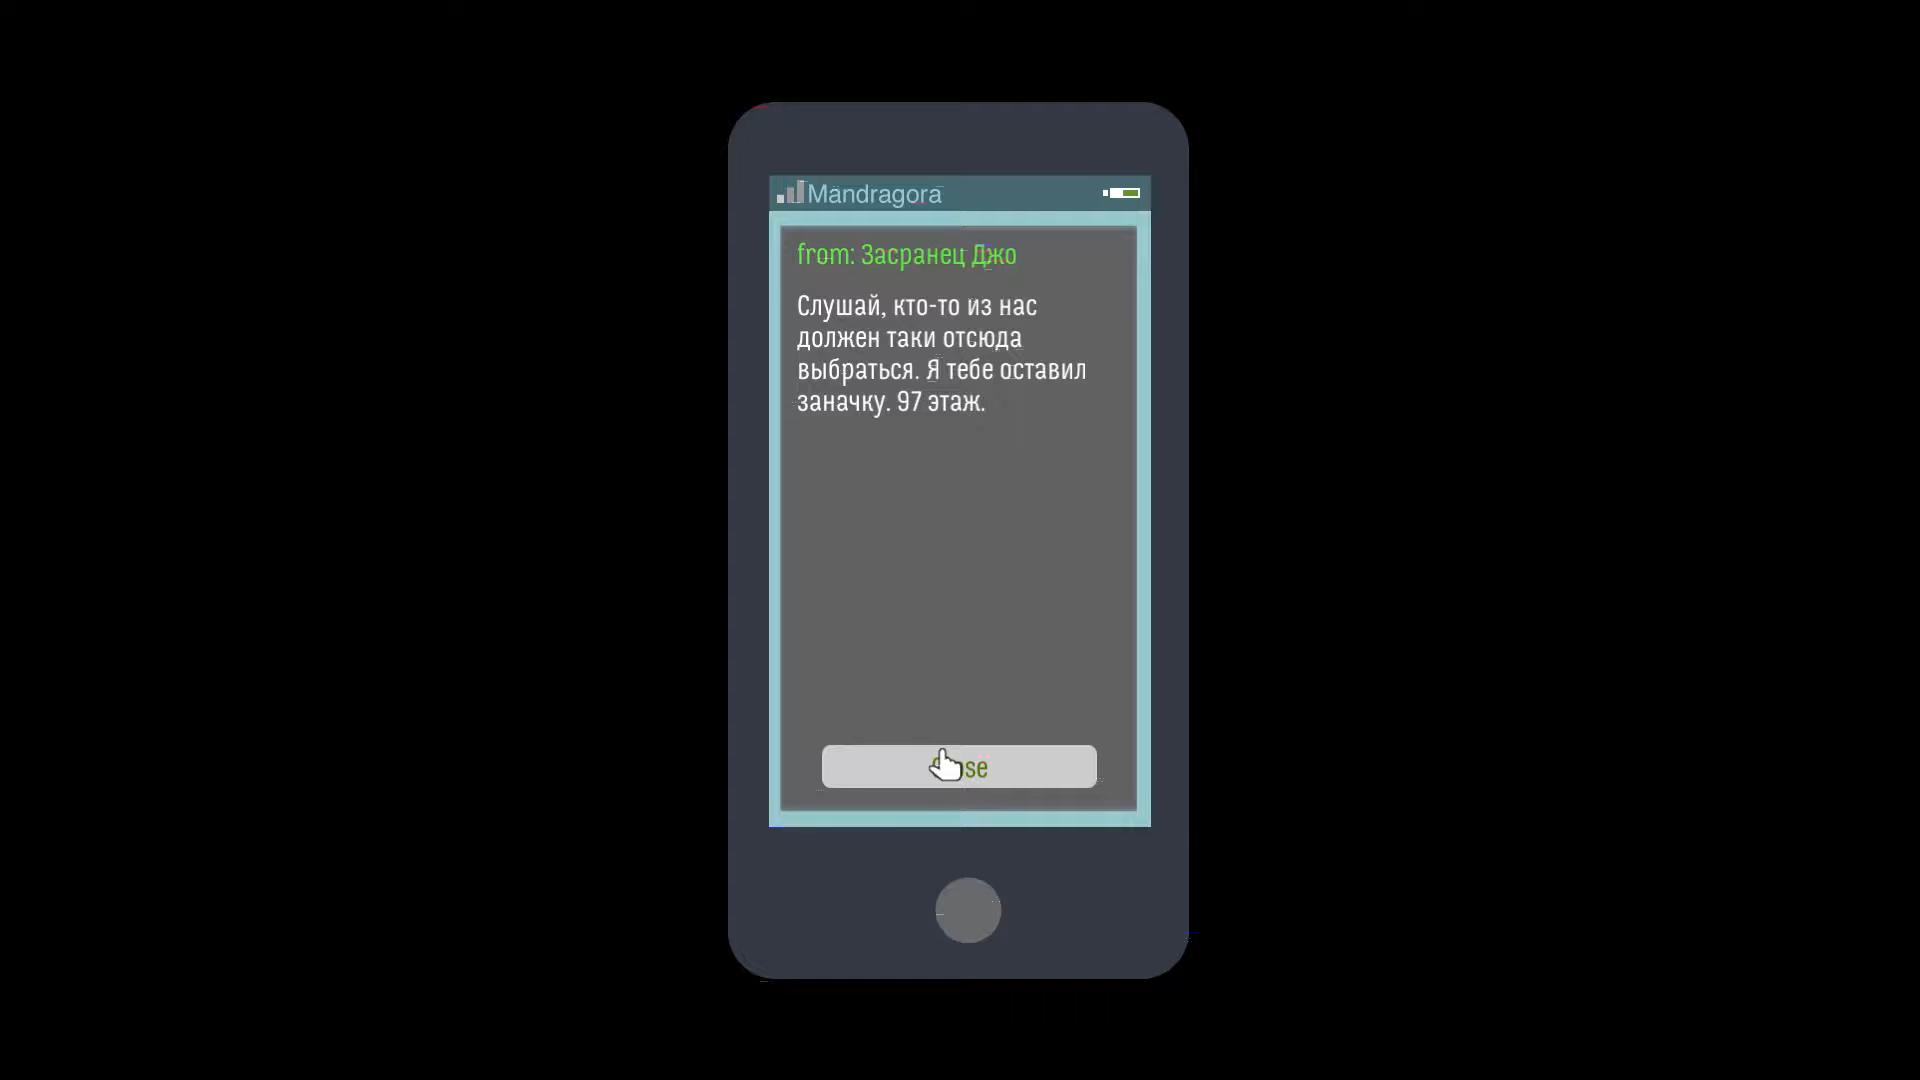 Mandragora
from: Засранец Джо
Слушай, кто-то из нас
должен таки отсюда
выбраться. Я тебе оставил
заначку. 97 этаж.